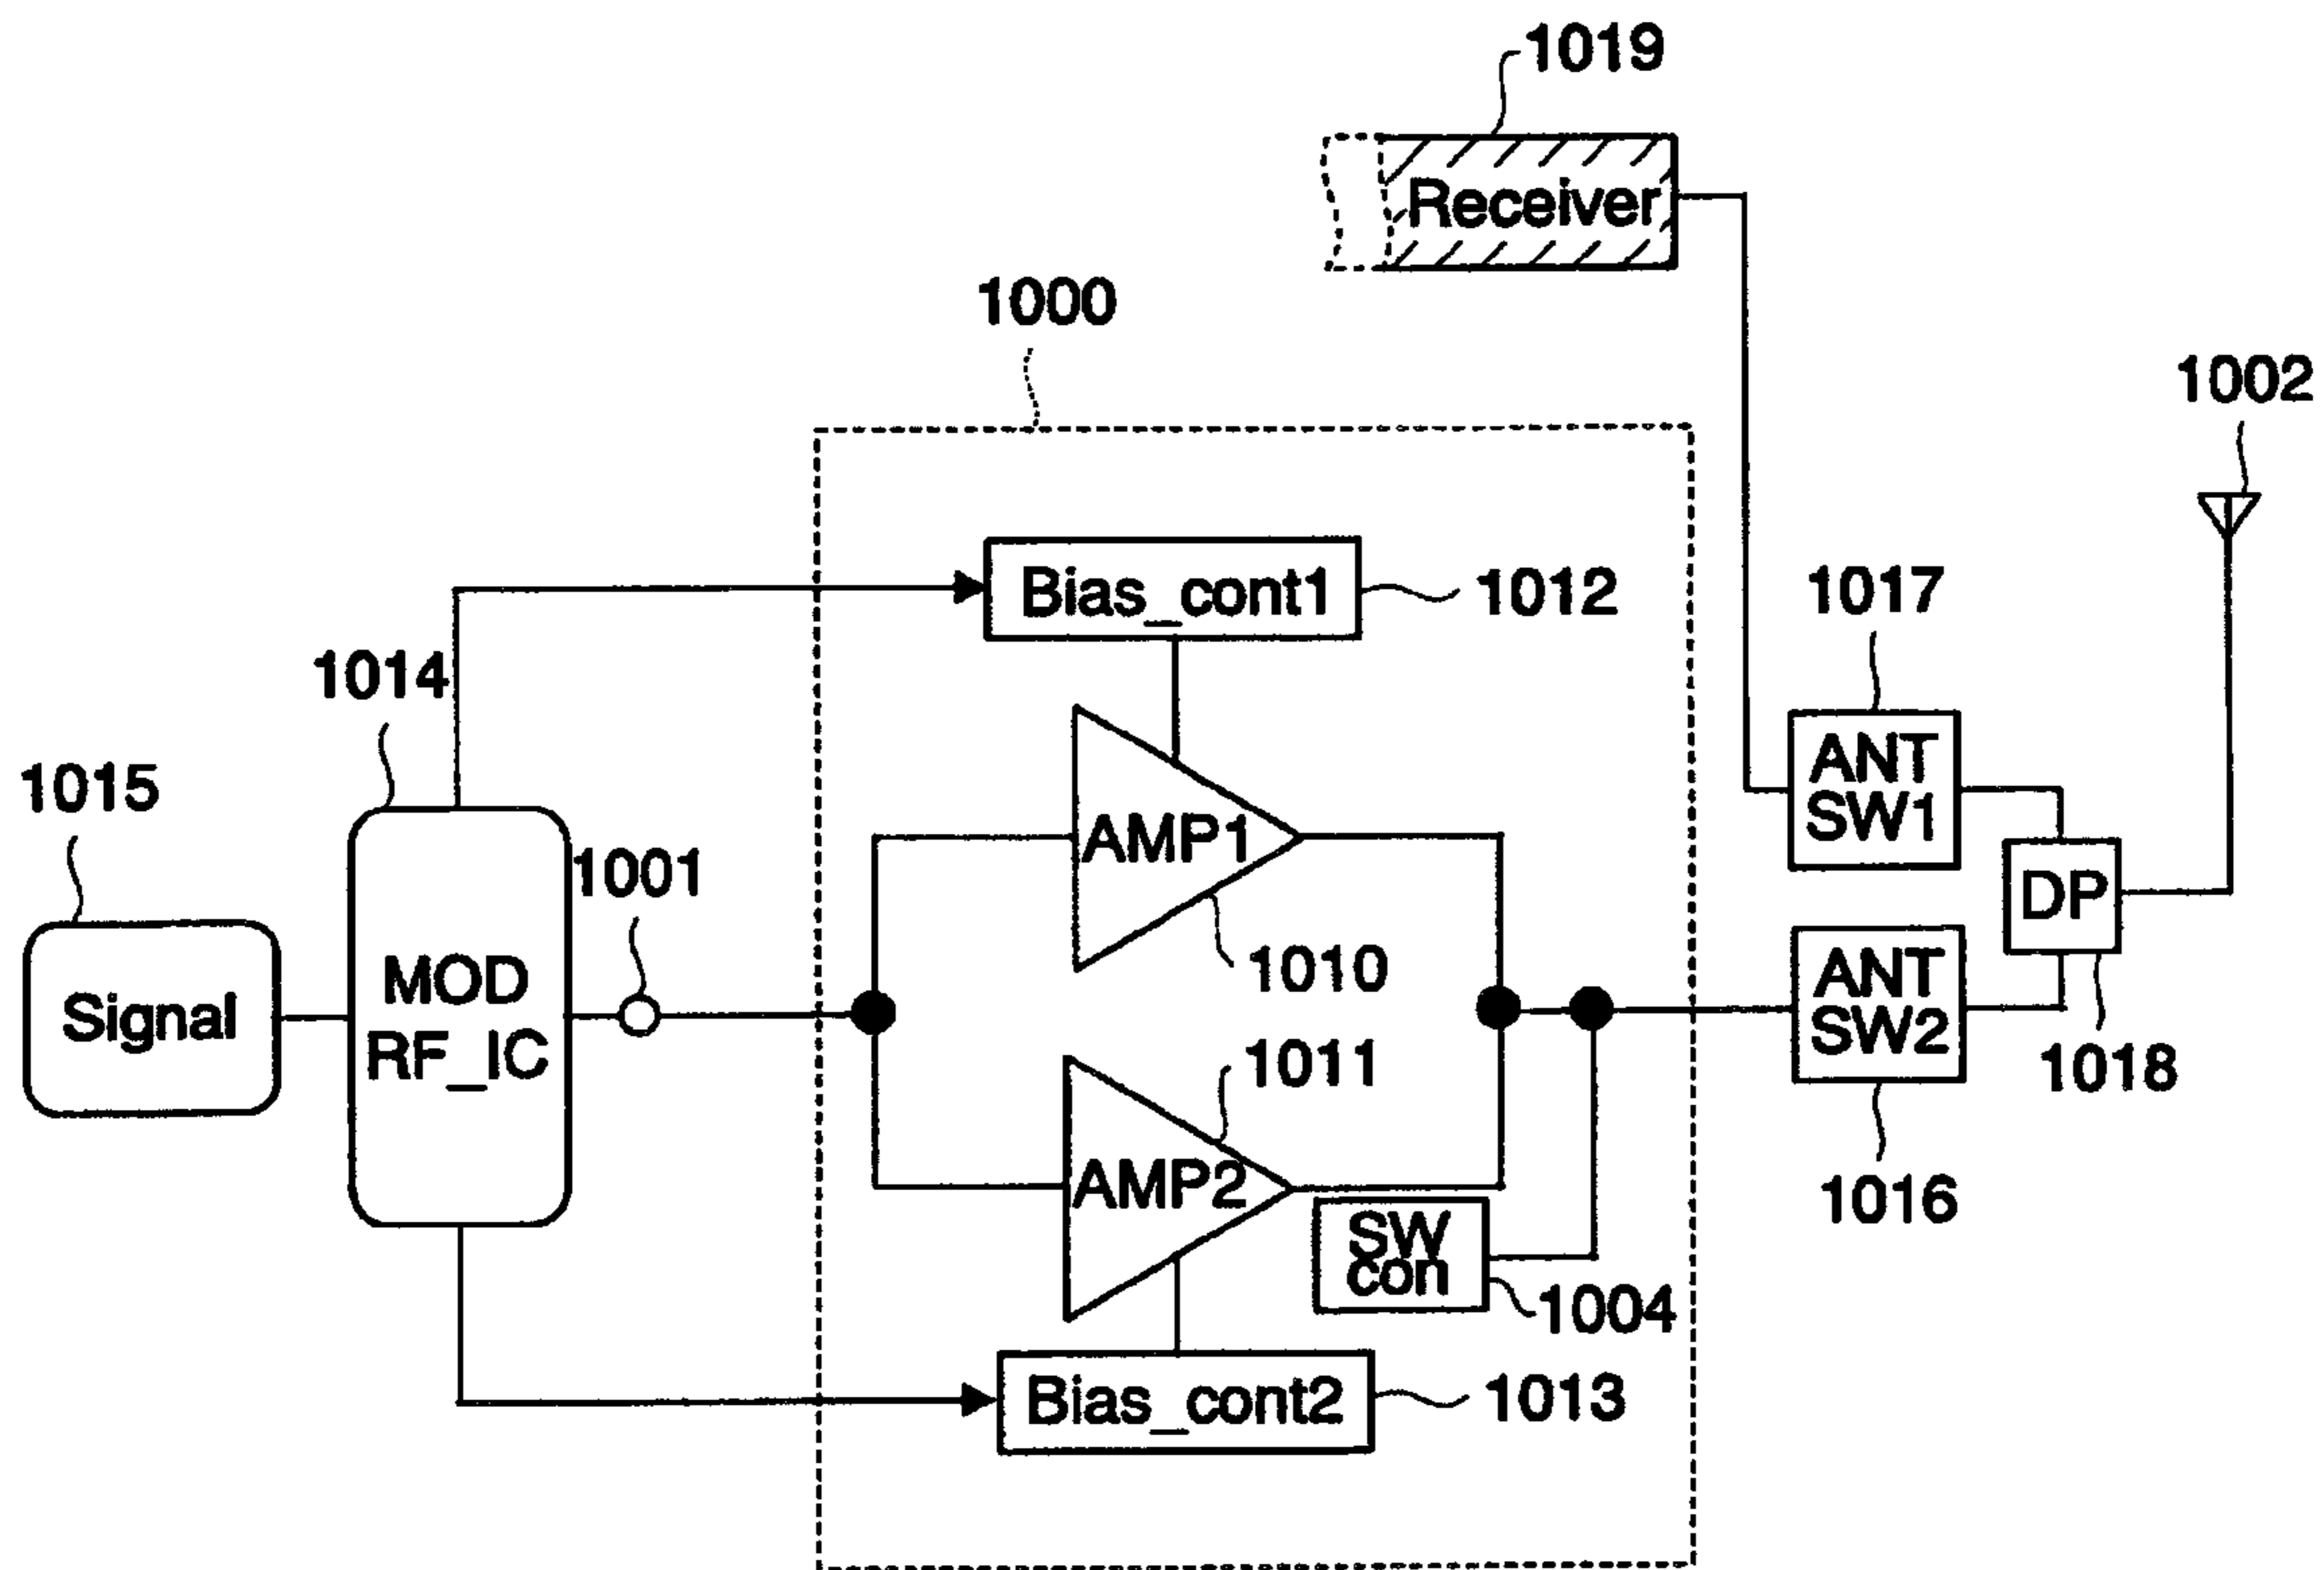 1019
Receiver
1000
1002
Bias_cont1
1012
1017
1014
ANT
SW1
1015
AMP1
1001
DP
1010
MOD
RF_IC
ANT
SW2
Signal
1011
1018
AMP2
1016
SW
con
1004
Bias_cont2
1013